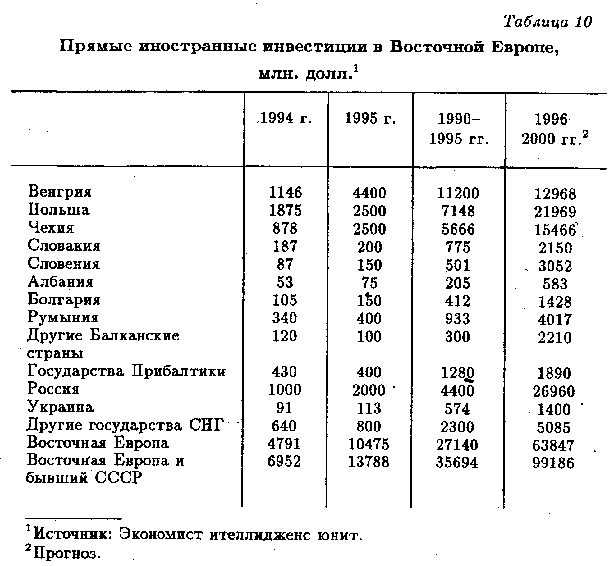 Таблица 10
Прямые иностранные инвестиции в Восточной Европе,
млн. долл.¹
1994 г. 1995 г. 1990– 1996
1995 гг. 2000 гг.²
Венгрия 1146 4400 11200 12968
Польша 1875 2500 7148 21969
Чехия 878 2500 5666 15466
Словакия 187 200 775 2150
Словения 87 150 501 3052
Албания 53 75 205 583
Болгария 105 150 412 1428
Румыния 340 400 933 4017
Другие Балканские 120 100 300 2210
страны
Государства Прибалтики 430 400 1280 1890
Россия 1000 2000 4400 26960
Украина 91 113 574 1400
Другие государства СНГ 640 800 2300 5085
Восточная Европа 4791 10475 27140 63847
Восточная Европа и 6952 13788 35694 99186
бывший СССР
¹Источник: Экономист ителлидженс юнит.
²Прогноз.